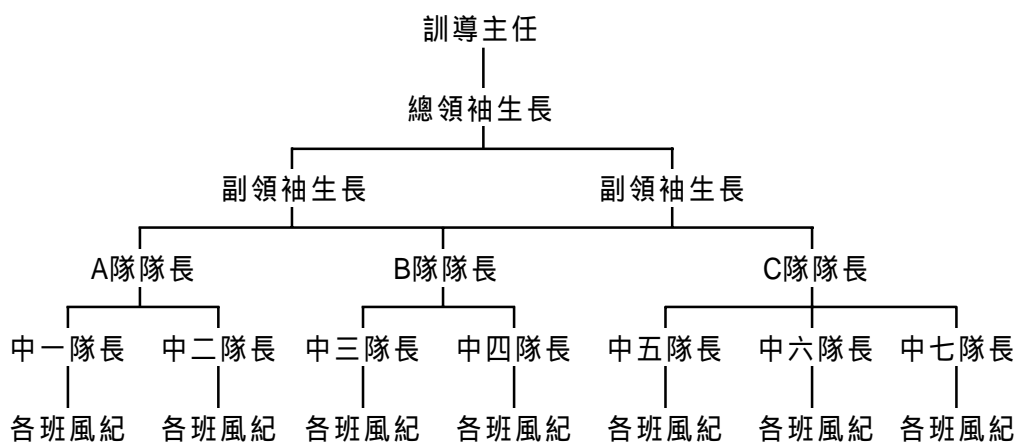 訓導主任
總領袖生長
副領袖生長 副領袖生長
A隊隊長 B隊隊長 C隊隊長
中一隊長 中二隊長 中三隊長 中四隊長 中五隊長 中六隊長 中七隊長
各班風紀 各班風紀 各班風紀 各班風紀 各班風紀 各班風紀 各班風紀